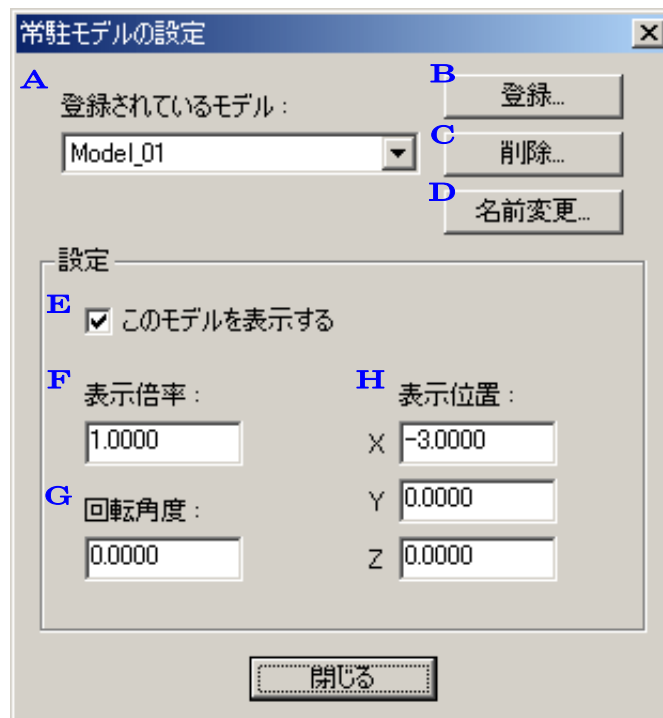 常駐モデルの設定
A
登録されているモデル：
Model_01
B
登録...
C
削除...
D
名前変更...
設定
E
このモデルを表示する
F
表示倍率：
1.0000
G
回転角度：
0.0000
H
表示位置：
X -3.0000
Y 0.0000
Z 0.0000
閉じる